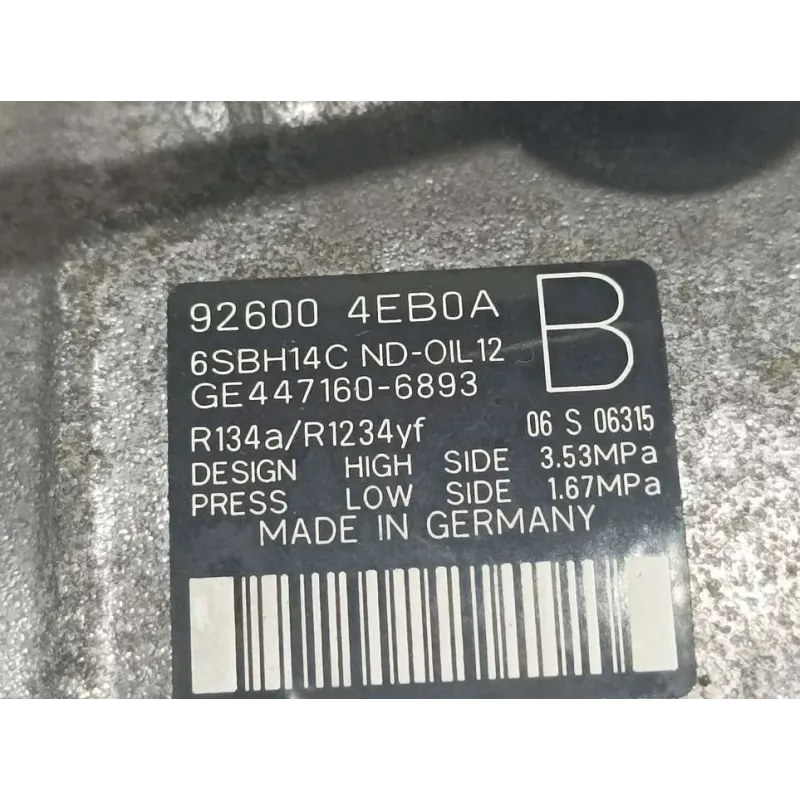 92600 4EB0A
B
6SBH14C ND-OIL12
GE447160-6893
R134a/R1234yf 06 S 06315
DESIGN HIGH SIDE 3.53MPa
PRESS LOW SIDE 1.67MPa
MADE IN GERMANY